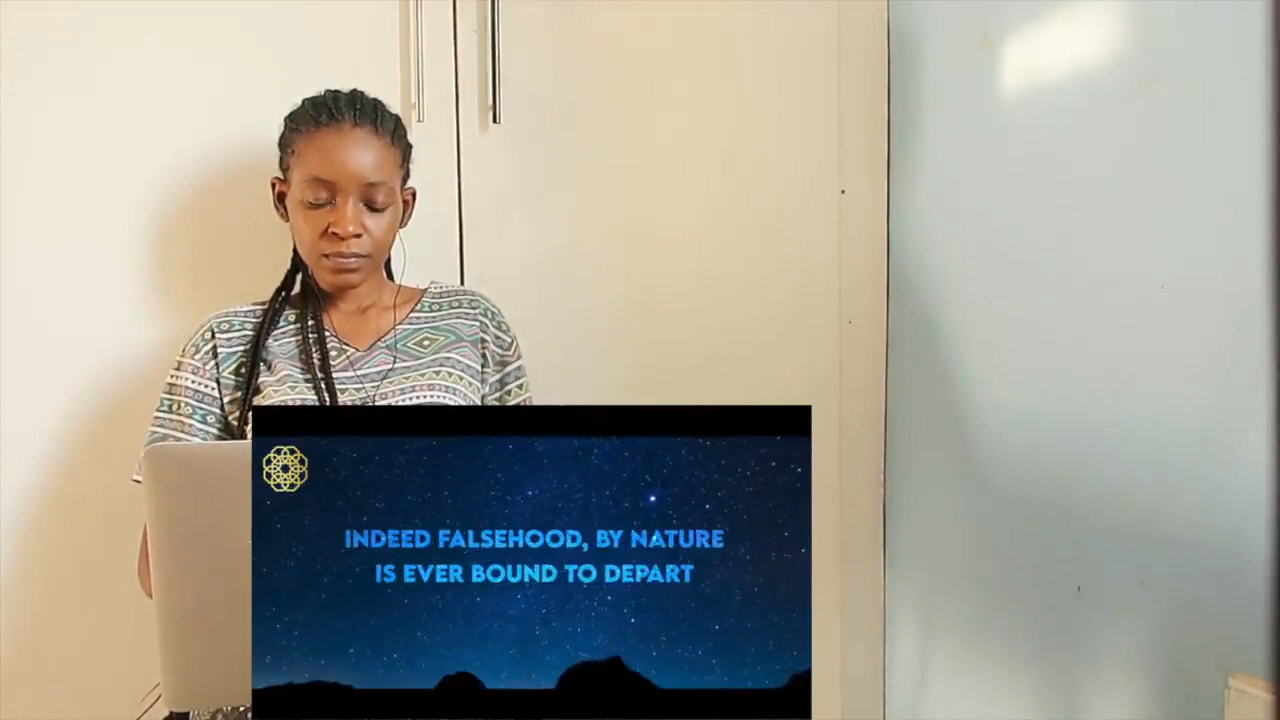 INDEED FALSEHOOD, BY NATURE
IS EVER BOUND TO DEPART